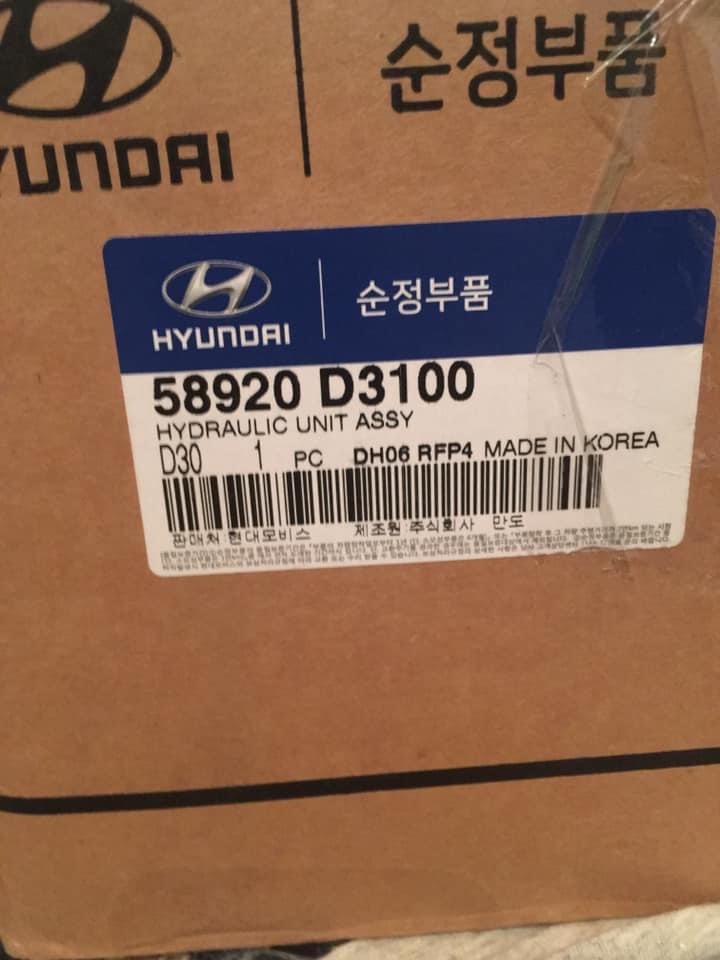 순정부품
YUNDAI
HYUNDAI
순정부품
58920 D3100
HYDRAULIC UNIT ASSY
D30 1 PC DH06 RFP4 MADE IN KOREA
판매처 현대모비스 제조원 주식회사 만도